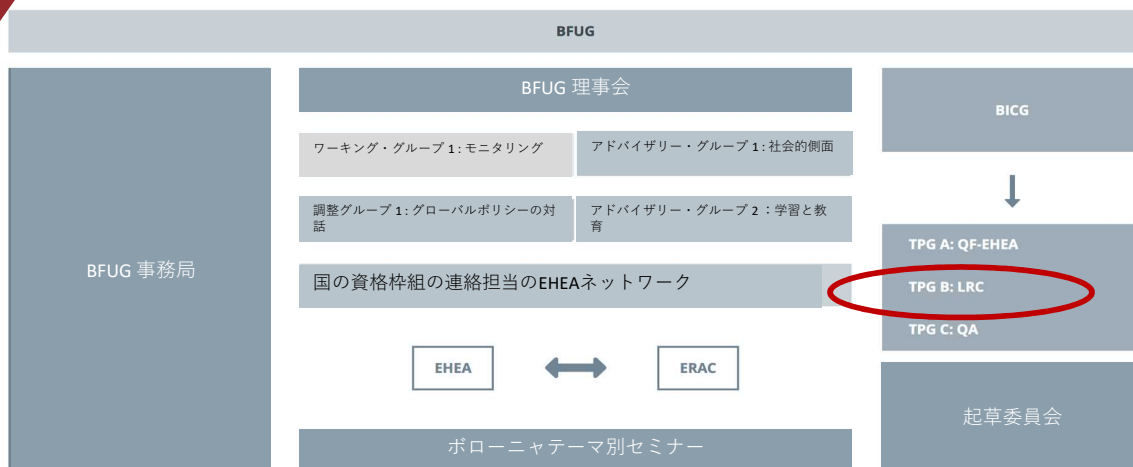 BFUG
BFUG 事務局
BFUG 理事会
ワーキング・グループ 1 : モニタリング
アドバイザリー・グループ 1 : 社会的側面
調整グループ 1 : グローバルポリシーの対
話
アドバイザリー・グループ 2 ：学習と教
育
国の資格枠組の連絡担当のEHEAネットワーク
EHEA
ERAC
ボローニャテーマ別セミナー
BICG
TPG A: QF-EHEA
TPG B: LRC
TPG C: QA
起草委員会